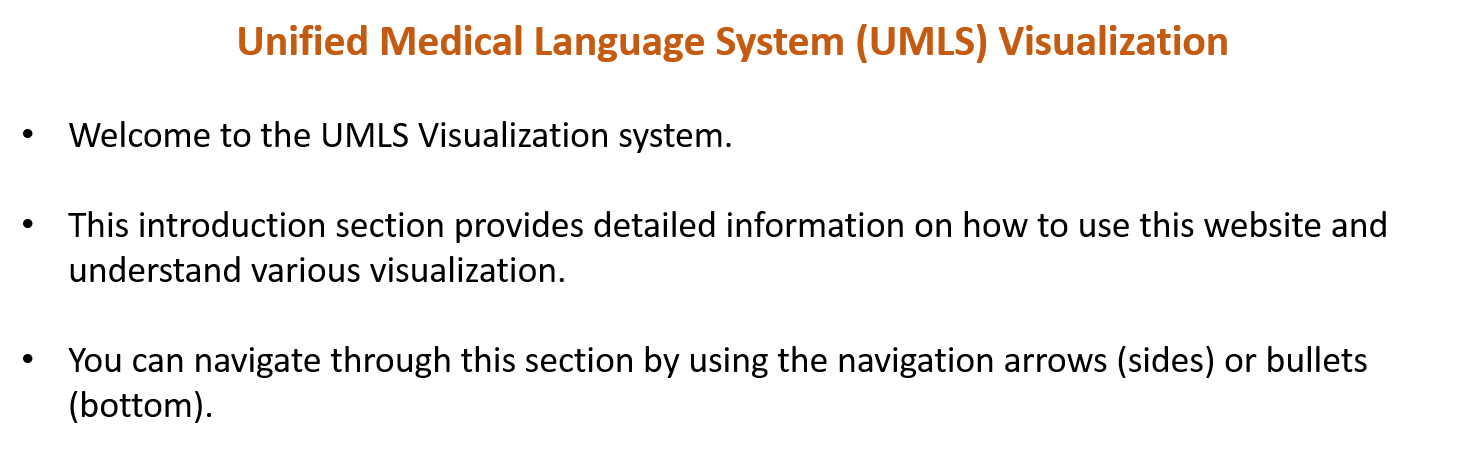 Unified Medical Language System (UMLS) Visualization
• Welcome to the UMLS Visualization system.
• This introduction section provides detailed information on how to use this website and
understand various visualization.
• You can navigate through this section by using the navigation arrows (sides) or bullets
(bottom).